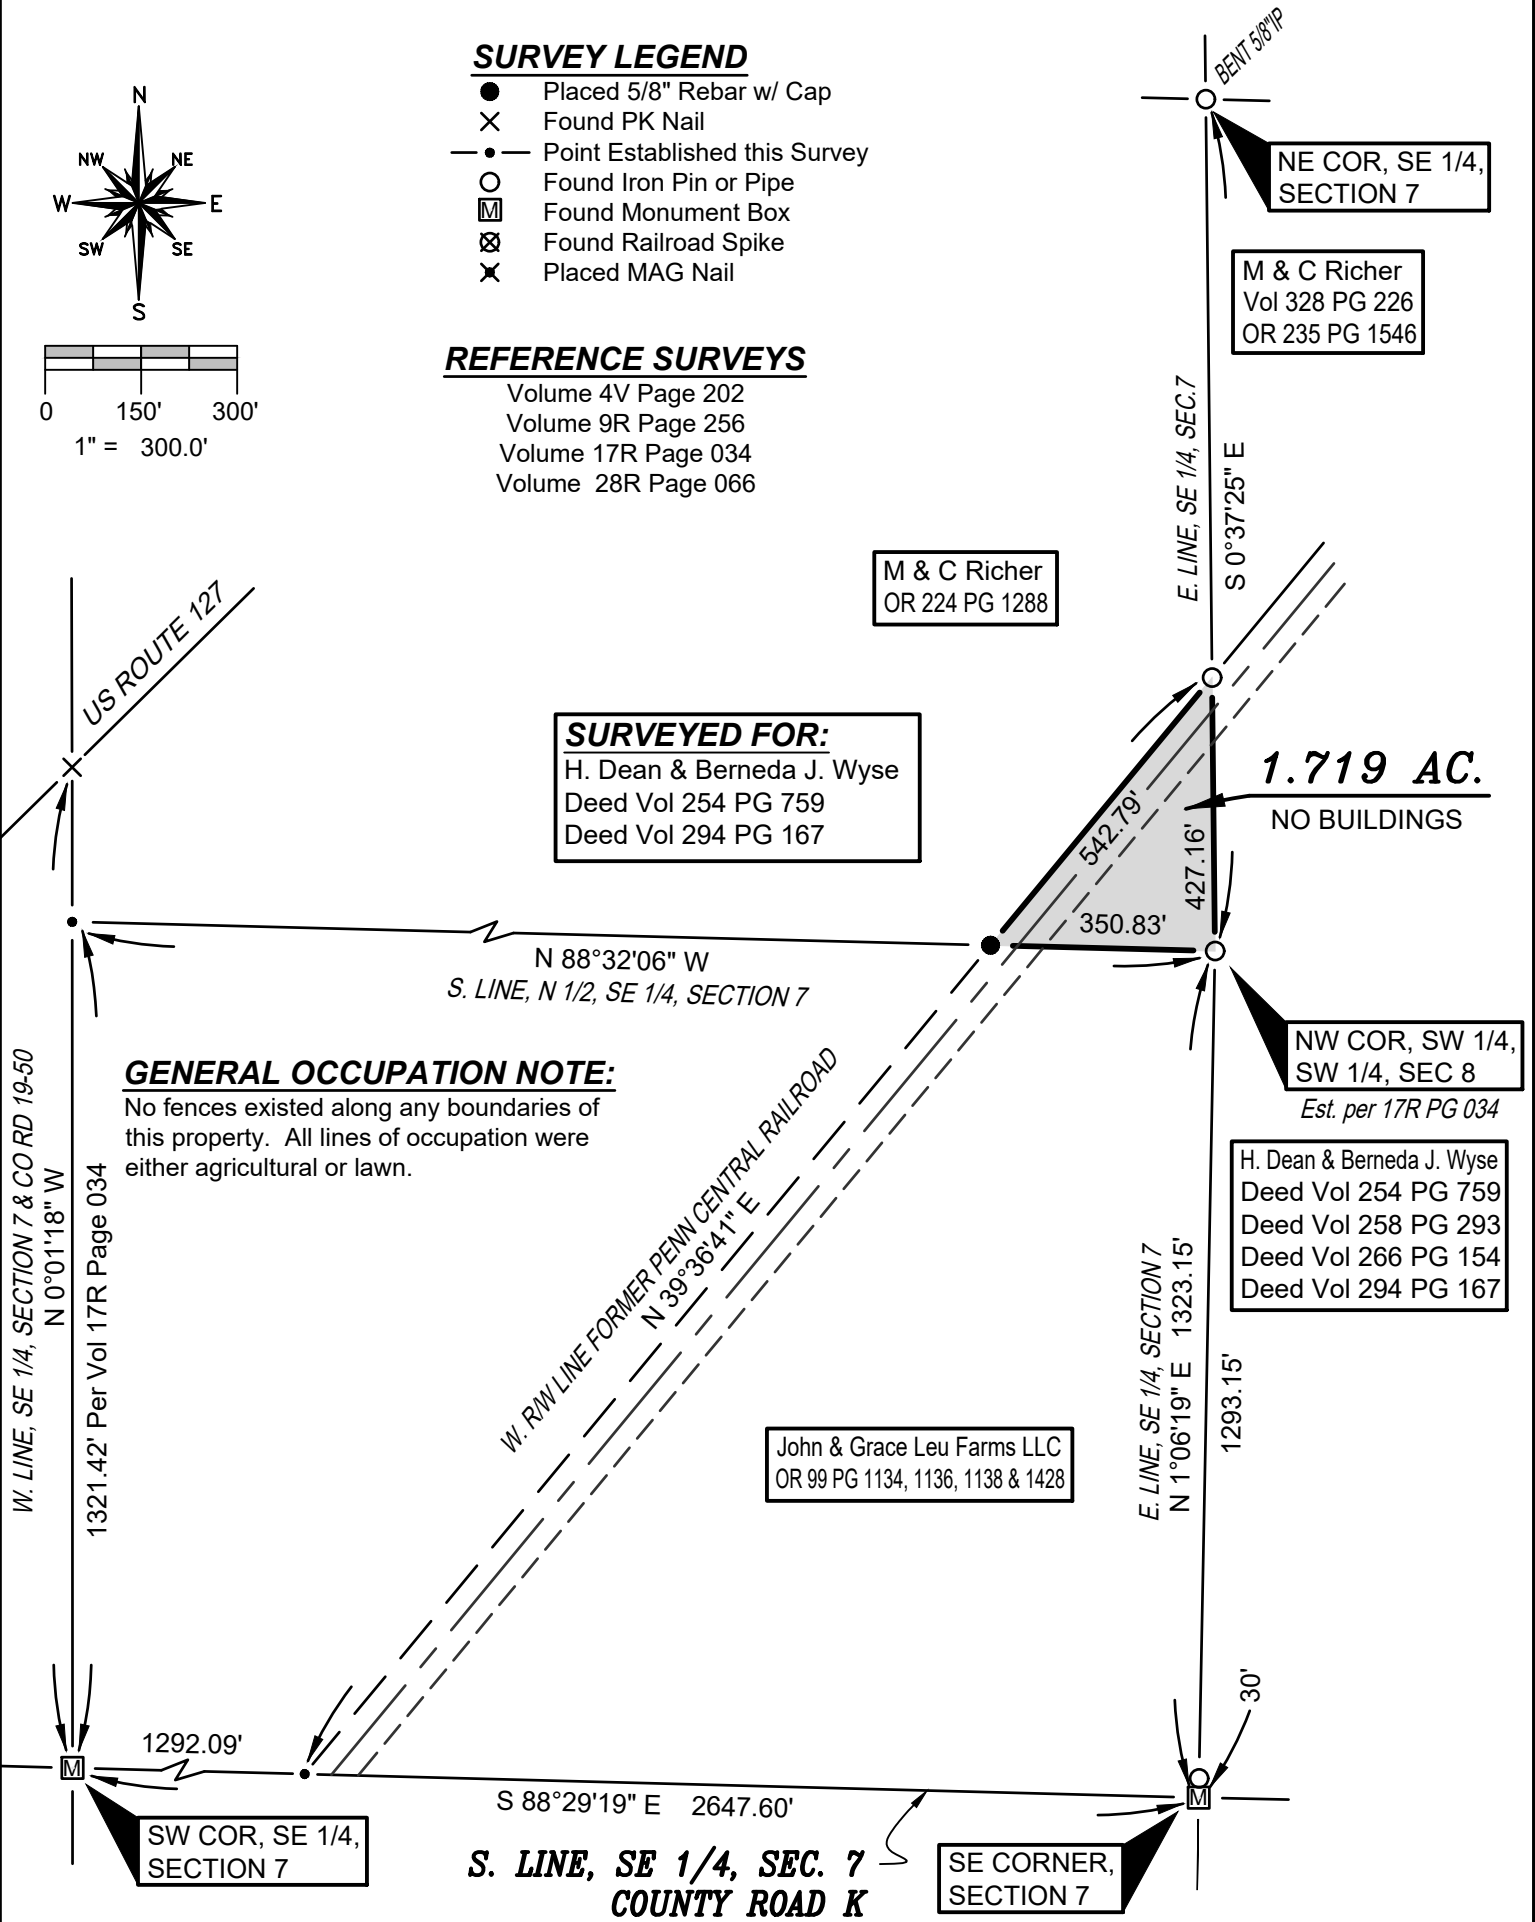 SURVEY LEGEND
Placed 5/8" Rebar w/ Cap
Found PK Nail
Point Established this Survey
Found Iron Pin or Pipe
M Found Monument Box
Found Railroad Spike
Placed MAG Nail
N
NE
E
SE
S
SW
W
NW
0 150' 300'
1" = 300.0'
REFERENCE SURVEYS
Volume 4V Page 202
Volume 9R Page 256
Volume 17R Page 034
Volume 28R Page 066
BENT 5/8"IP
NE COR, SE 1/4,
SECTION 7
M & C Richer
Vol 328 PG 226
OR 235 PG 1546
E. LINE, SE 1/4, SEC.7
S 0°37'25" E
M & C Richer
OR 224 PG 1288
US ROUTE 127
SURVEYED FOR:
H. Dean & Berneda J. Wyse
Deed Vol 254 PG 759
Deed Vol 294 PG 167
1.719 AC.
NO BUILDINGS
542.79'
427.16'
350.83'
N 88°32'06" W
S. LINE, N 1/2, SE 1/4, SECTION 7
NW COR, SW 1/4,
SW 1/4, SEC 8
Est. per 17R PG 034
GENERAL OCCUPATION NOTE:
No fences existed along any boundaries of
this property. All lines of occupation were
either agricultural or lawn.
W. LINE, SE 1/4, SECTION 7 & CO RD 19-50
N 0°01'18" W
1321.42' Per Vol 17R Page 034
W. R/W LINE FORMER PENN CENTRAL RAILROAD
N 39°36'41" E
H. Dean & Berneda J. Wyse
Deed Vol 254 PG 759
Deed Vol 258 PG 293
Deed Vol 266 PG 154
Deed Vol 294 PG 167
E. LINE, SE 1/4, SECTION 7
N 1°06'19" E 1323.15'
1293.15'
John & Grace Leu Farms LLC
OR 99 PG 1134, 1136, 1138 & 1428
30'
1292.09'
M
M
S 88°29'19" E 2647.60'
SW COR, SE 1/4,
SECTION 7
S. LINE, SE 1/4, SEC. 7
COUNTY ROAD K
SE CORNER,
SECTION 7